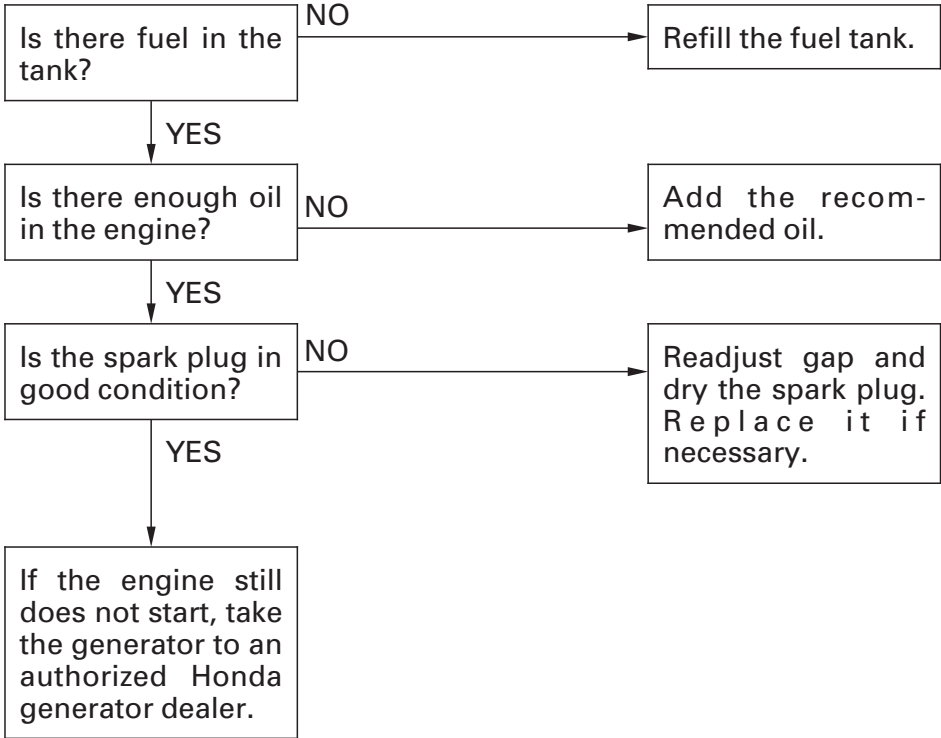 Is there fuel in the
tank?
NO
Refill the fuel tank.
YES
Is there enough oil
in the engine?
NO
Add the recom-
mended oil.
YES
Is the spark plug in
good condition?
NO
Readjust gap and
dry the spark plug.
Replace it if
necessary.
YES
If the engine still
does not start, take
the generator to an
authorized Honda
generator dealer.